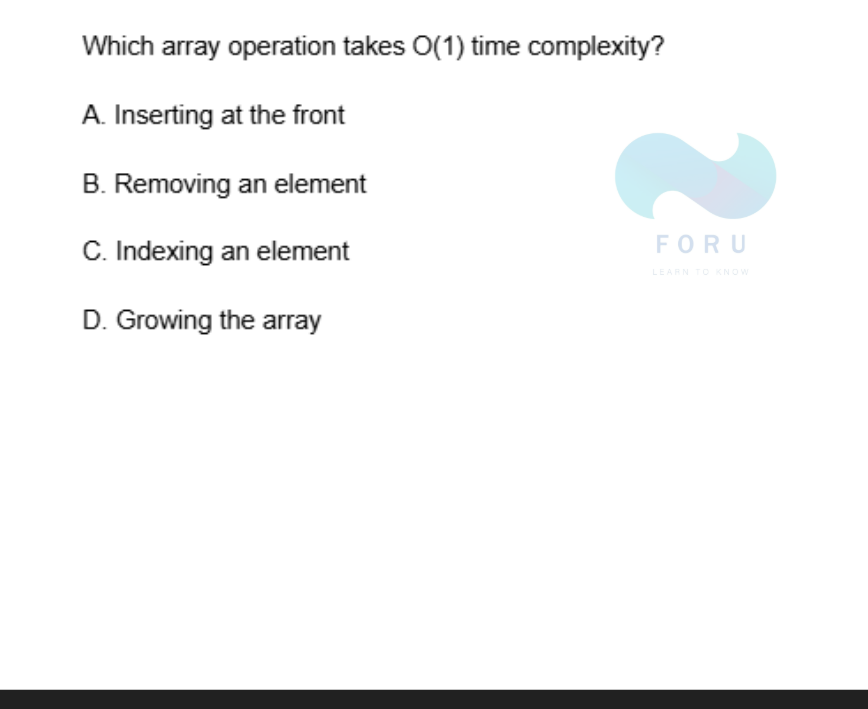 Which array operation takes O(1) time complexity?
A. Inserting at the front
B. Removing an element
C. Indexing an element
D. Growing the array
FORU
LEARN TO KNOW